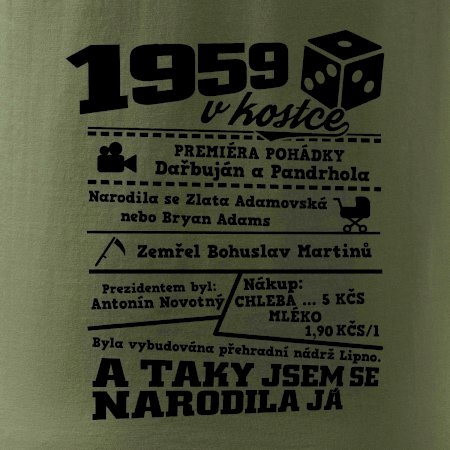 1959
v kostce
PREMIÉRA POHÁDKY
Dařbuján a Pandrhola
Narodila se Zlata Adamovská
nebo Bryan Adams
Zemřel Bohuslav Martinů
Prezidentem byl:
Antonín Novotný
Nákup:
CHLEBA ... 5 KČS
MLÉKO
1,90 KČS/l
Byla vybudována přehradní nádrž Lipno.
A TAKY JSEM SE
NARODILA JÁ